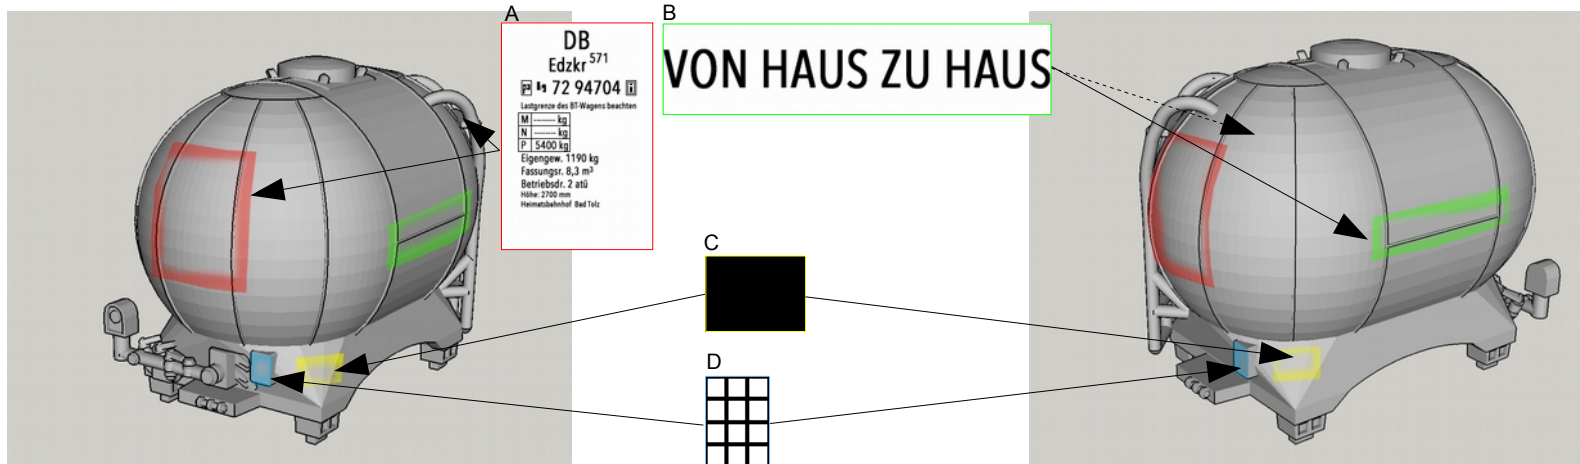 A
DB
Edzkr 571
P 72 94704 i
Lastgrenze des BT-Wagens beachten
M -------- kg
N -------- kg
P 5400 kg
Eigengew. 1190 kg
Fassungsr. 8,3 m³
Betriebsdr. 2 atü
Höhe: 2700 mm
Heimatsbahnhof Bad Tolz
B
VON HAUS ZU HAUS
C
D